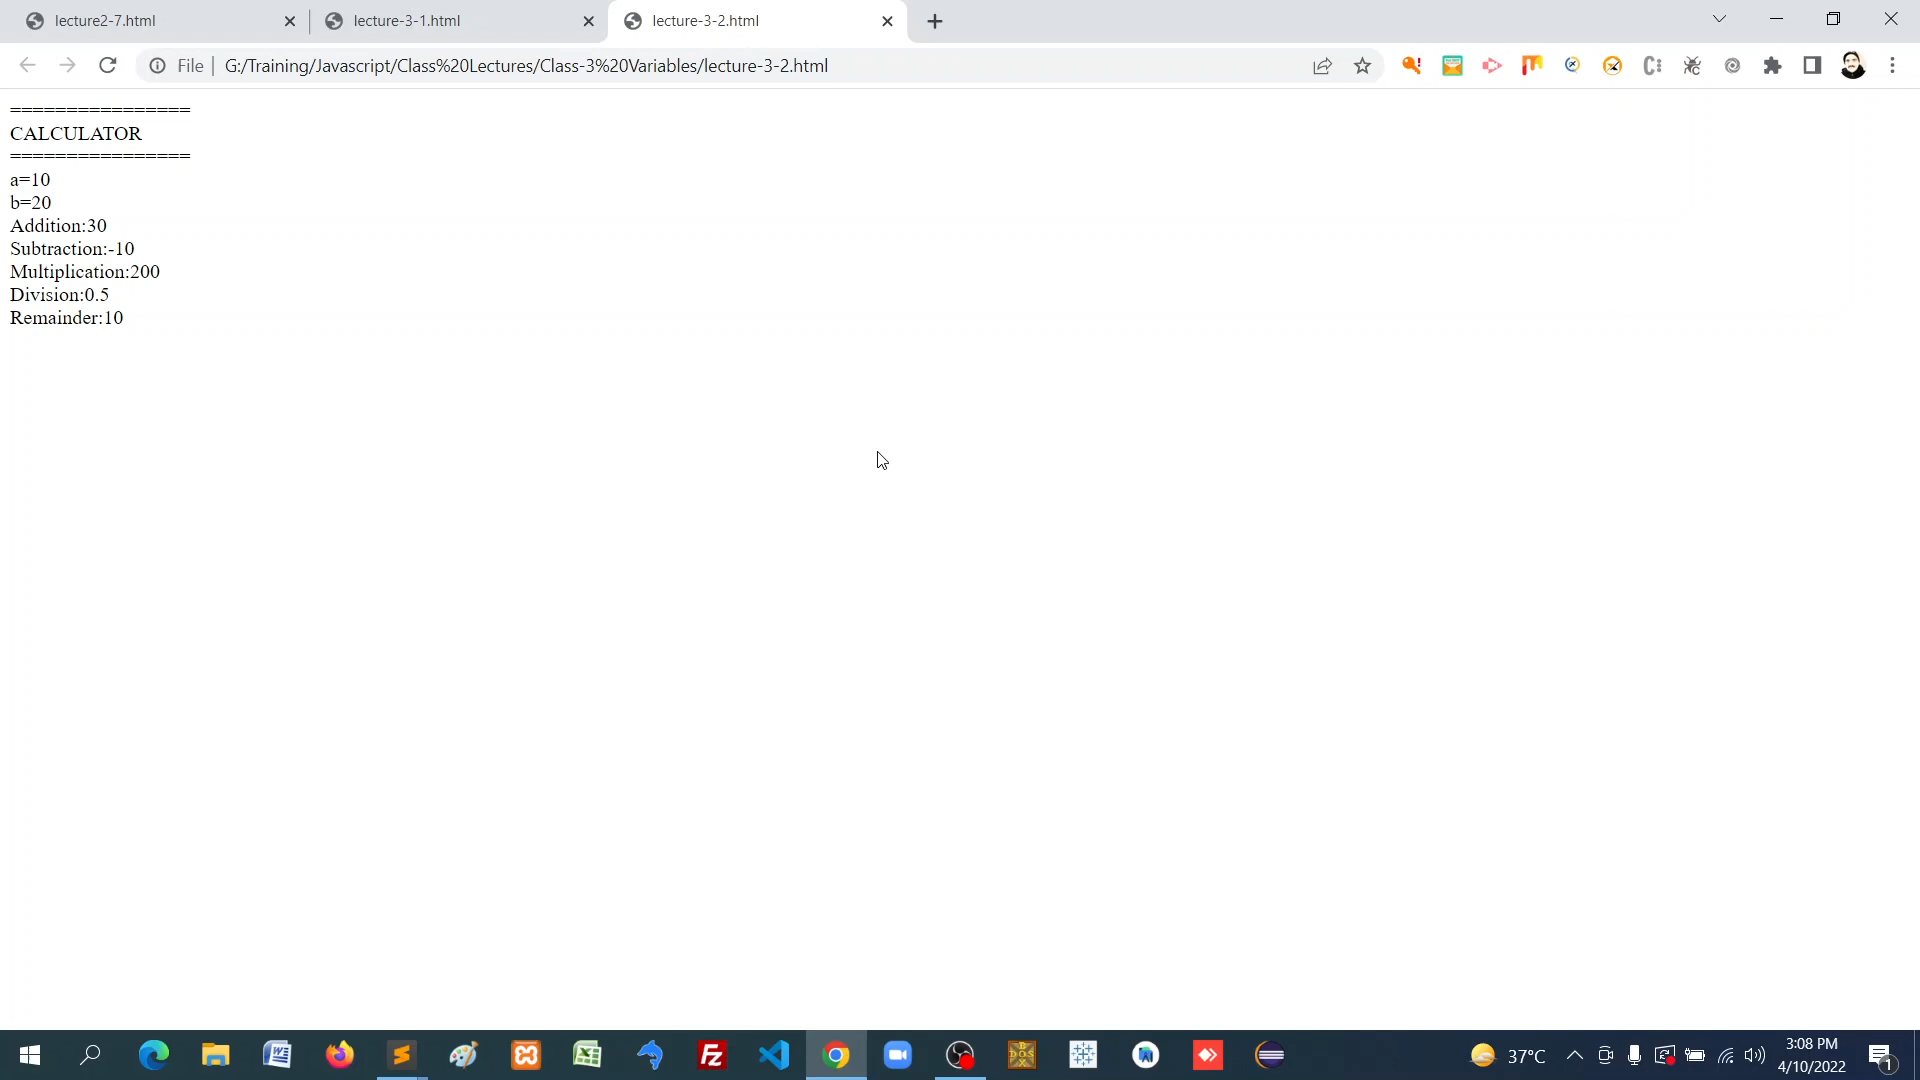 lecture2-7.html
lecture-3-1.html
lecture-3-2.html
File
G:/Training/Javascript/Class%20Lectures/Class-3%20Variables/lecture-3-2.html
================
CALCULATOR
================
a=10
b=20
Addition:30
Subtraction:-10
Multiplication:200
Division:0.5
Remainder:10
37°C
3:08 PM
4/10/2022
1